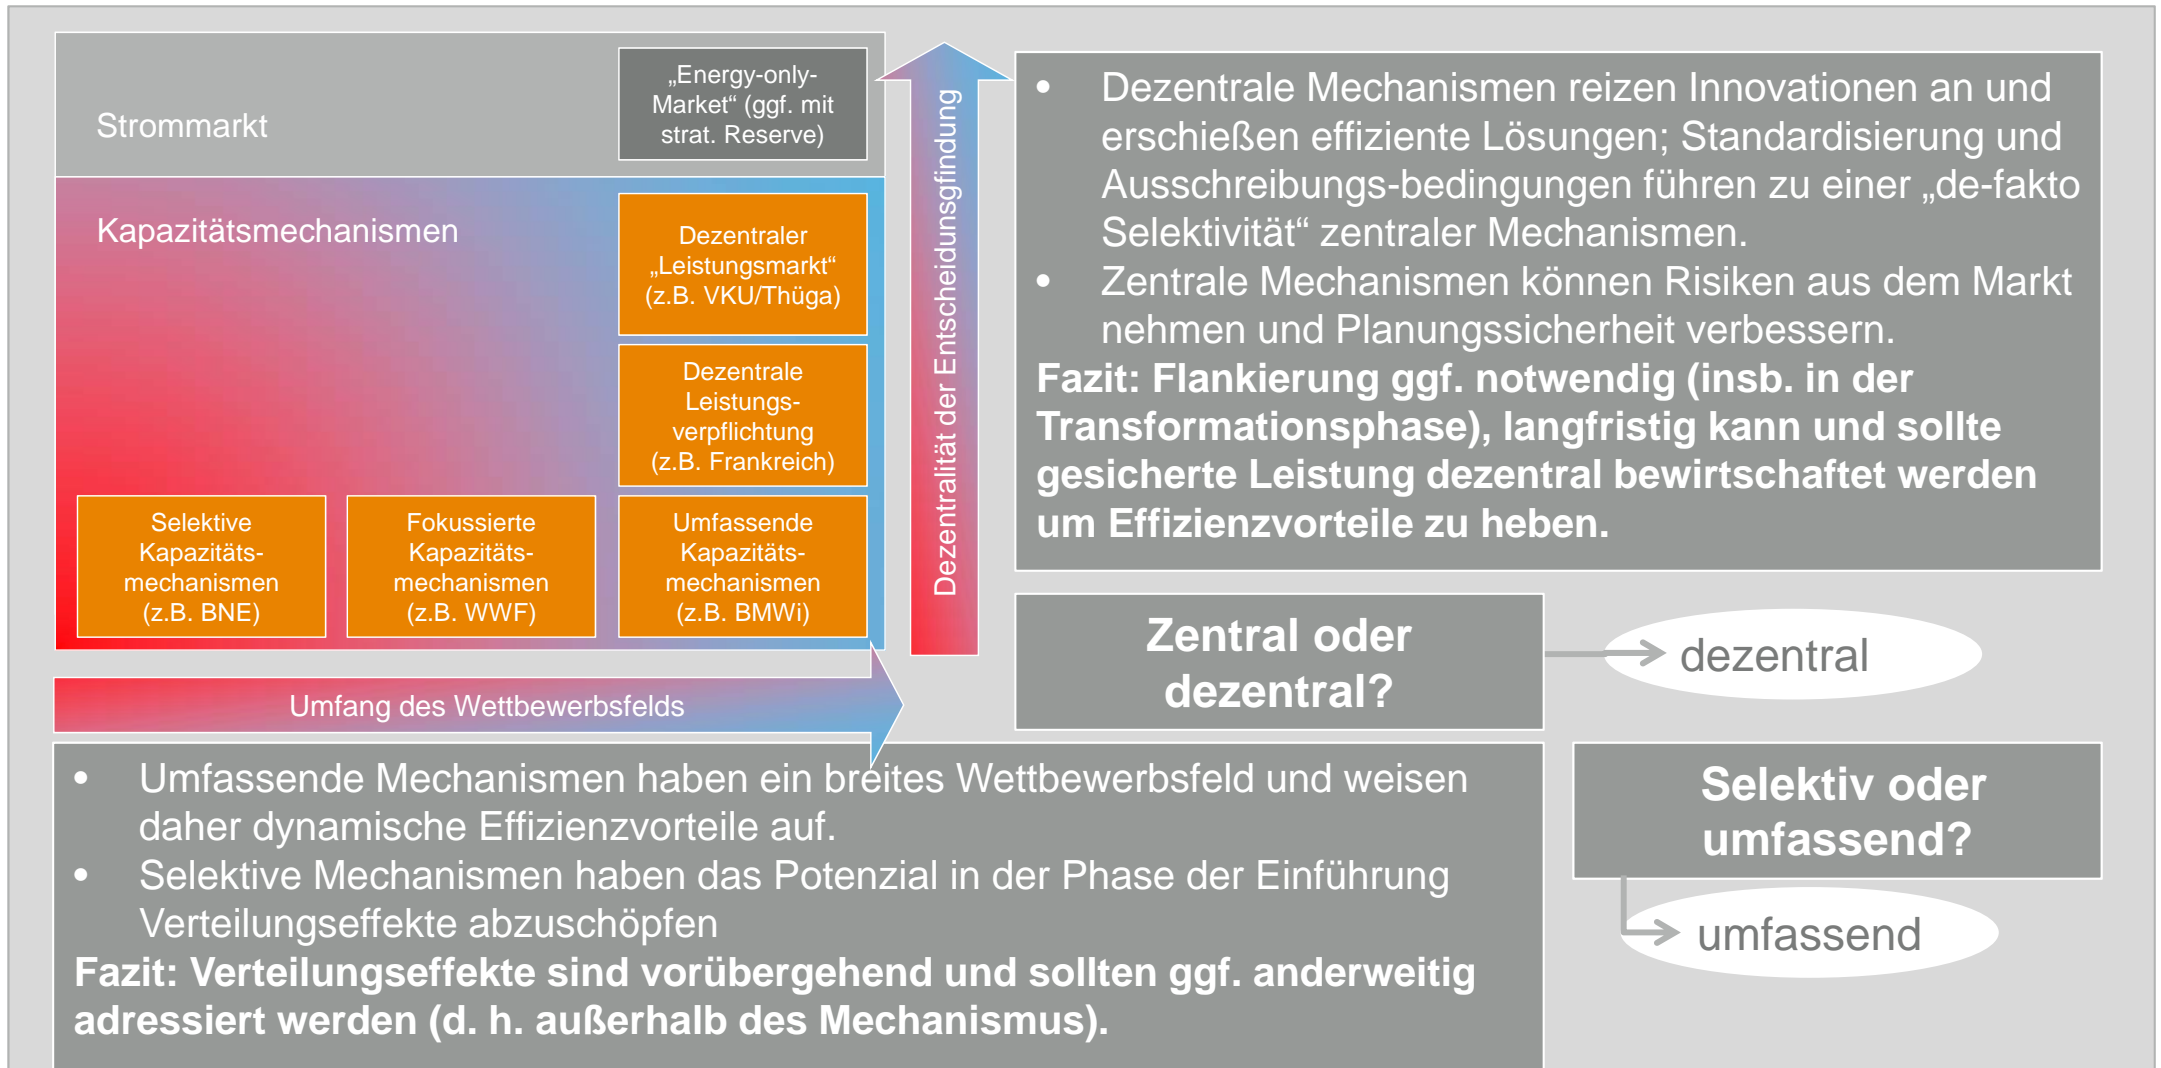 Strommarkt
„Energy-only-
Market“ (ggf. mit
strat. Reserve)
Kapazitätsmechanismen
Dezentraler
„Leistungsmarkt“
(z.B. VKU/Thüga)
Dezentrale
Leistungs-
verpflichtung
(z.B. Frankreich)
Selektive
Kapazitäts-
mechanismen
(z.B. BNE)
Fokussierte
Kapazitäts-
mechanismen
(z.B. WWF)
Umfassende
Kapazitäts-
mechanismen
(z.B. BMWi)
Dezentralität der Entscheidunsgfindung
Umfang des Wettbewerbsfelds
• Dezentrale Mechanismen reizen Innovationen an und
erschießen effiziente Lösungen; Standardisierung und
Ausschreibungs-bedingungen führen zu einer „de-fakto
Selektivität“ zentraler Mechanismen.
• Zentrale Mechanismen können Risiken aus dem Markt
nehmen und Planungssicherheit verbessern.
Fazit: Flankierung ggf. notwendig (insb. in der
Transformationsphase), langfristig kann und sollte
gesicherte Leistung dezentral bewirtschaftet werden
um Effizienzvorteile zu heben.
Zentral oder
dezentral?
dezentral
• Umfassende Mechanismen haben ein breites Wettbewerbsfeld und weisen
daher dynamische Effizienzvorteile auf.
• Selektive Mechanismen haben das Potenzial in der Phase der Einführung
Verteilungseffekte abzuschöpfen
Fazit: Verteilungseffekte sind vorübergehend und sollten ggf. anderweitig
adressiert werden (d. h. außerhalb des Mechanismus).
Selektiv oder
umfassend?
umfassend